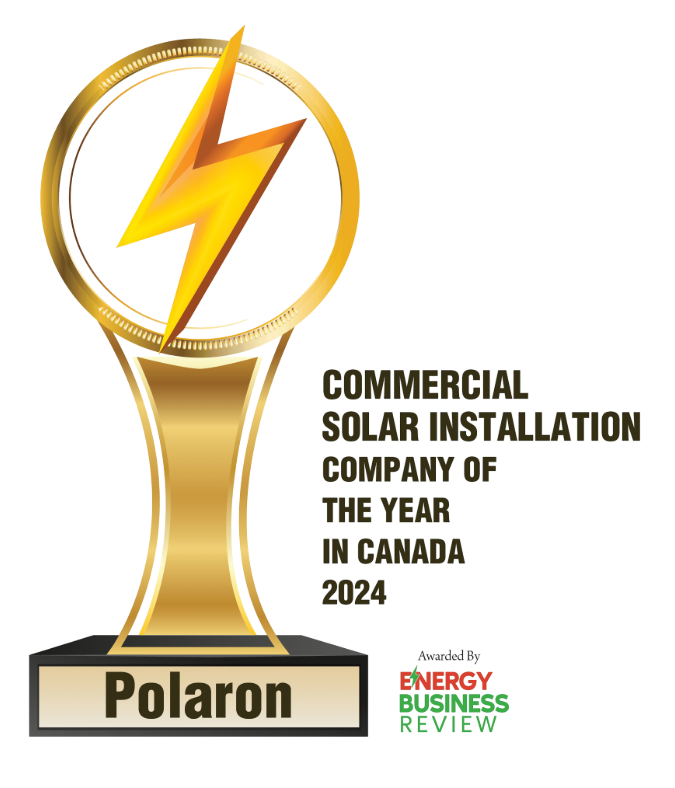 COMMERCIAL
SOLAR INSTALLATION
COMPANY OF
THE YEAR
IN CANADA
2024
Polaron
Awarded By
ENERGY
BUSINESS
REVIEW